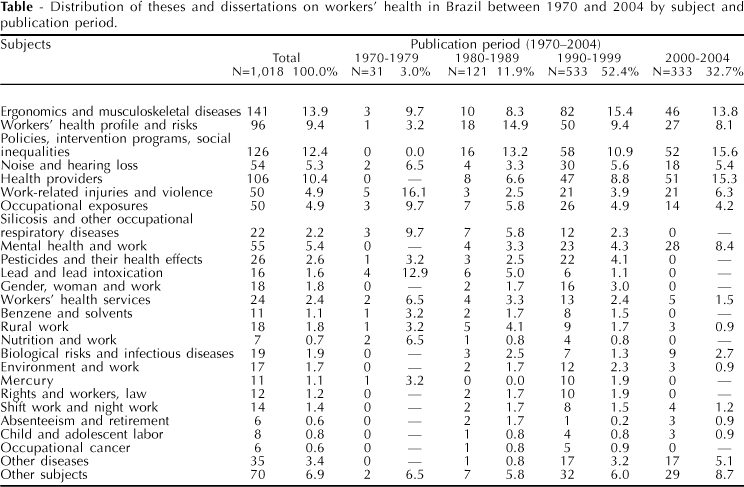 Table - Distribution of theses and dissertations on workers’ health in Brazil between 1970 and 2004 by subject and
publication period.
Subjects Publication period (1970–2004)
Total 1970-1979 1980-1989 1990-1999 2000-2004
N=1,018 100.0% N=31 3.0% N=121 11.9% N=533 52.4% N=333 32.7%
Ergonomics and musculoskeletal diseases 141 13.9 3 9.7 10 8.3 82 15.4 46 13.8
Workers’ health profile and risks 96 9.4 1 3.2 18 14.9 50 9.4 27 8.1
Policies, intervention programs, social
inequalities 126 12.4 0 0.0 16 13.2 58 10.9 52 15.6
Noise and hearing loss 54 5.3 2 6.5 4 3.3 30 5.6 18 5.4
Health providers 106 10.4 0 — 8 6.6 47 8.8 51 15.3
Work-related injuries and violence 50 4.9 5 16.1 3 2.5 21 3.9 21 6.3
Occupational exposures 50 4.9 3 9.7 7 5.8 26 4.9 14 4.2
Silicosis and other occupational
respiratory diseases 22 2.2 3 9.7 7 5.8 12 2.3 0 —
Mental health and work 55 5.4 0 — 4 3.3 23 4.3 28 8.4
Pesticides and their health effects 26 2.6 1 3.2 3 2.5 22 4.1 0 —
Lead and lead intoxication 16 1.6 4 12.9 6 5.0 6 1.1 0 —
Gender, woman and work 18 1.8 0 — 2 1.7 16 3.0 0 —
Workers’ health services 24 2.4 2 6.5 4 3.3 13 2.4 5 1.5
Benzene and solvents 11 1.1 1 3.2 2 1.7 8 1.5 0 —
Rural work 18 1.8 1 3.2 5 4.1 9 1.7 3 0.9
Nutrition and work 7 0.7 2 6.5 1 0.8 4 0.8 0 —
Biological risks and infectious diseases 19 1.9 0 — 3 2.5 7 1.3 9 2.7
Environment and work 17 1.7 0 — 2 1.7 12 2.3 3 0.9
Mercury 11 1.1 1 3.2 0 0.0 10 1.9 0 —
Rights and workers, law 12 1.2 0 — 2 1.7 10 1.9 0 —
Shift work and night work 14 1.4 0 — 2 1.7 8 1.5 4 1.2
Absenteeism and retirement 6 0.6 0 — 2 1.7 1 0.2 3 0.9
Child and adolescent labor 8 0.8 0 — 1 0.8 4 0.8 3 0.9
Occupational cancer 6 0.6 0 — 1 0.8 5 0.9 0 —
Other diseases 35 3.4 0 — 1 0.8 17 3.2 17 5.1
Other subjects 70 6.9 2 6.5 7 5.8 32 6.0 29 8.7